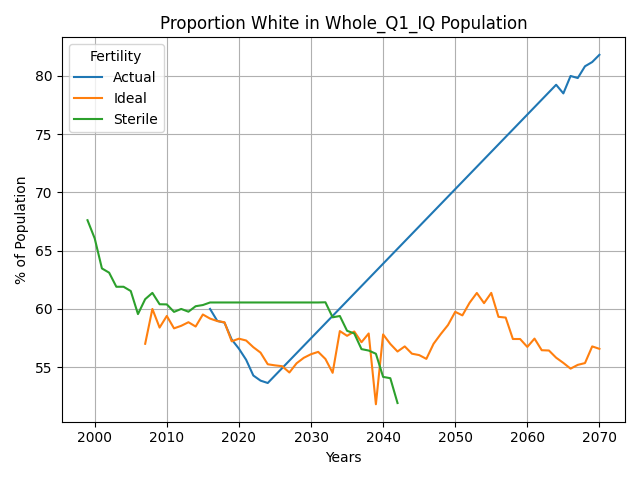 Proportion White in Whole_Q1_IQ Population
Fertility
Actual
Ideal
Sterile
% of Population
80
75
70
65
60
55
2000
2010
2020
2030
2040
2050
2060
2070
Years